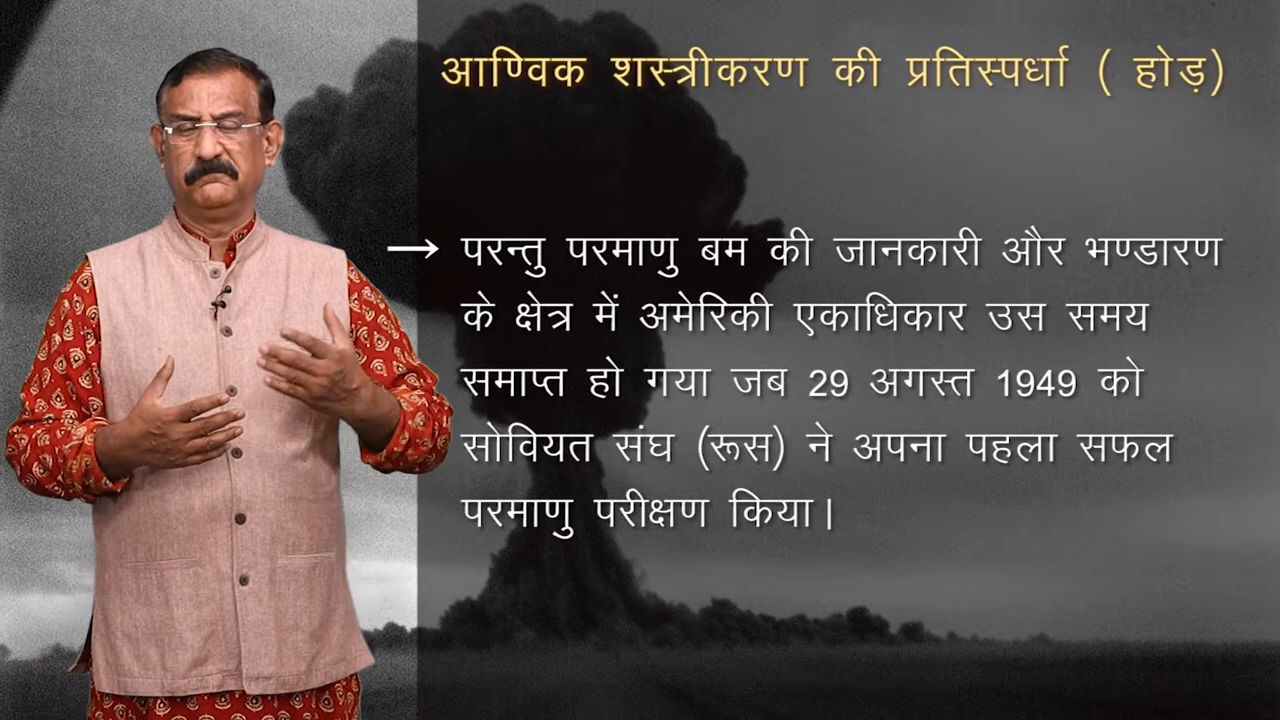 आण्विक शस्त्रीकरण की प्रतिस्पर्धा ( होड़)
→ परन्तु परमाणु बम की जानकारी और भण्डारण
के क्षेत्र में अमेरिकी एकाधिकार उस समय
समाप्त हो गया जब 29 अगस्त 1949 को
सोवियत संघ (रूस) ने अपना पहला सफल
परमाणु परीक्षण किया।